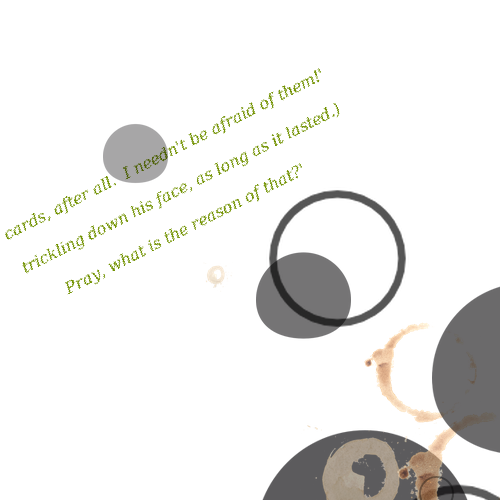 cards, after all. I needn't be afraid of them!'
trickling down his face, as long as it lasted.)
Pray, what is the reason of that?'